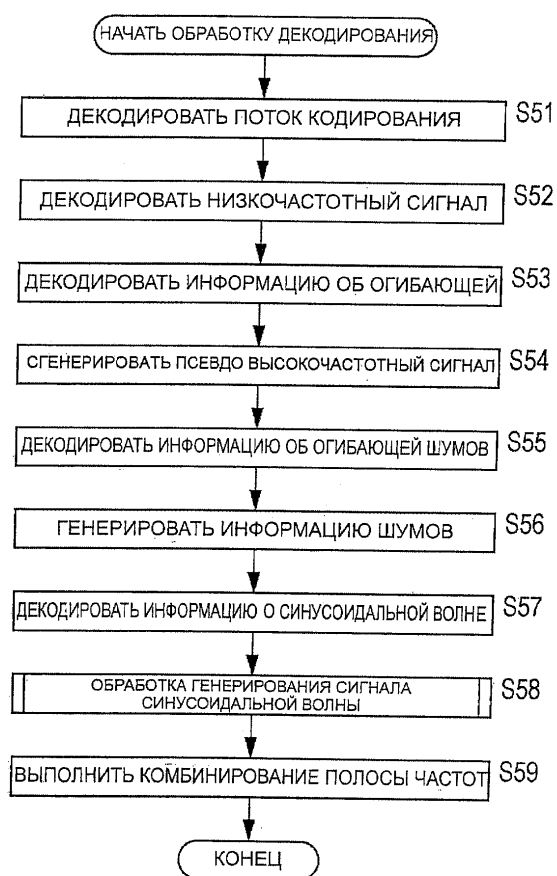 НАЧАТЬ ОБРАБОТКУ ДЕКОДИРОВАНИЯ
ДЕКОДИРОВАТЬ ПОТОК КОДИРОВАНИЯ S51
ДЕКОДИРОВАТЬ НИЗКОЧАСТОТНЫЙ СИГНАЛ S52
ДЕКОДИРОВАТЬ ИНФОРМАЦИЮ ОБ ОГИБАЮЩЕЙ S53
СГЕНЕРИРОВАТЬ ПСЕВДО ВЫСОКОЧАСТОТНЫЙ СИГНАЛ S54
ДЕКОДИРОВАТЬ ИНФОРМАЦИЮ ОБ ОГИБАЮЩЕЙ ШУМОВ S55
ГЕНЕРИРОВАТЬ ИНФОРМАЦИЮ ШУМОВ S56
ДЕКОДИРОВАТЬ ИНФОРМАЦИЮ О СИНУСОИДАЛЬНОЙ ВОЛНЕ S57
ОБРАБОТКА ГЕНЕРИРОВАНИЯ СИГНАЛА S58
СИНУСОИДАЛЬНОЙ ВОЛНЫ
ВЫПОЛНИТЬ КОМБИНИРОВАНИЕ ПОЛОСЫ ЧАСТОТ S59
КОНЕЦ